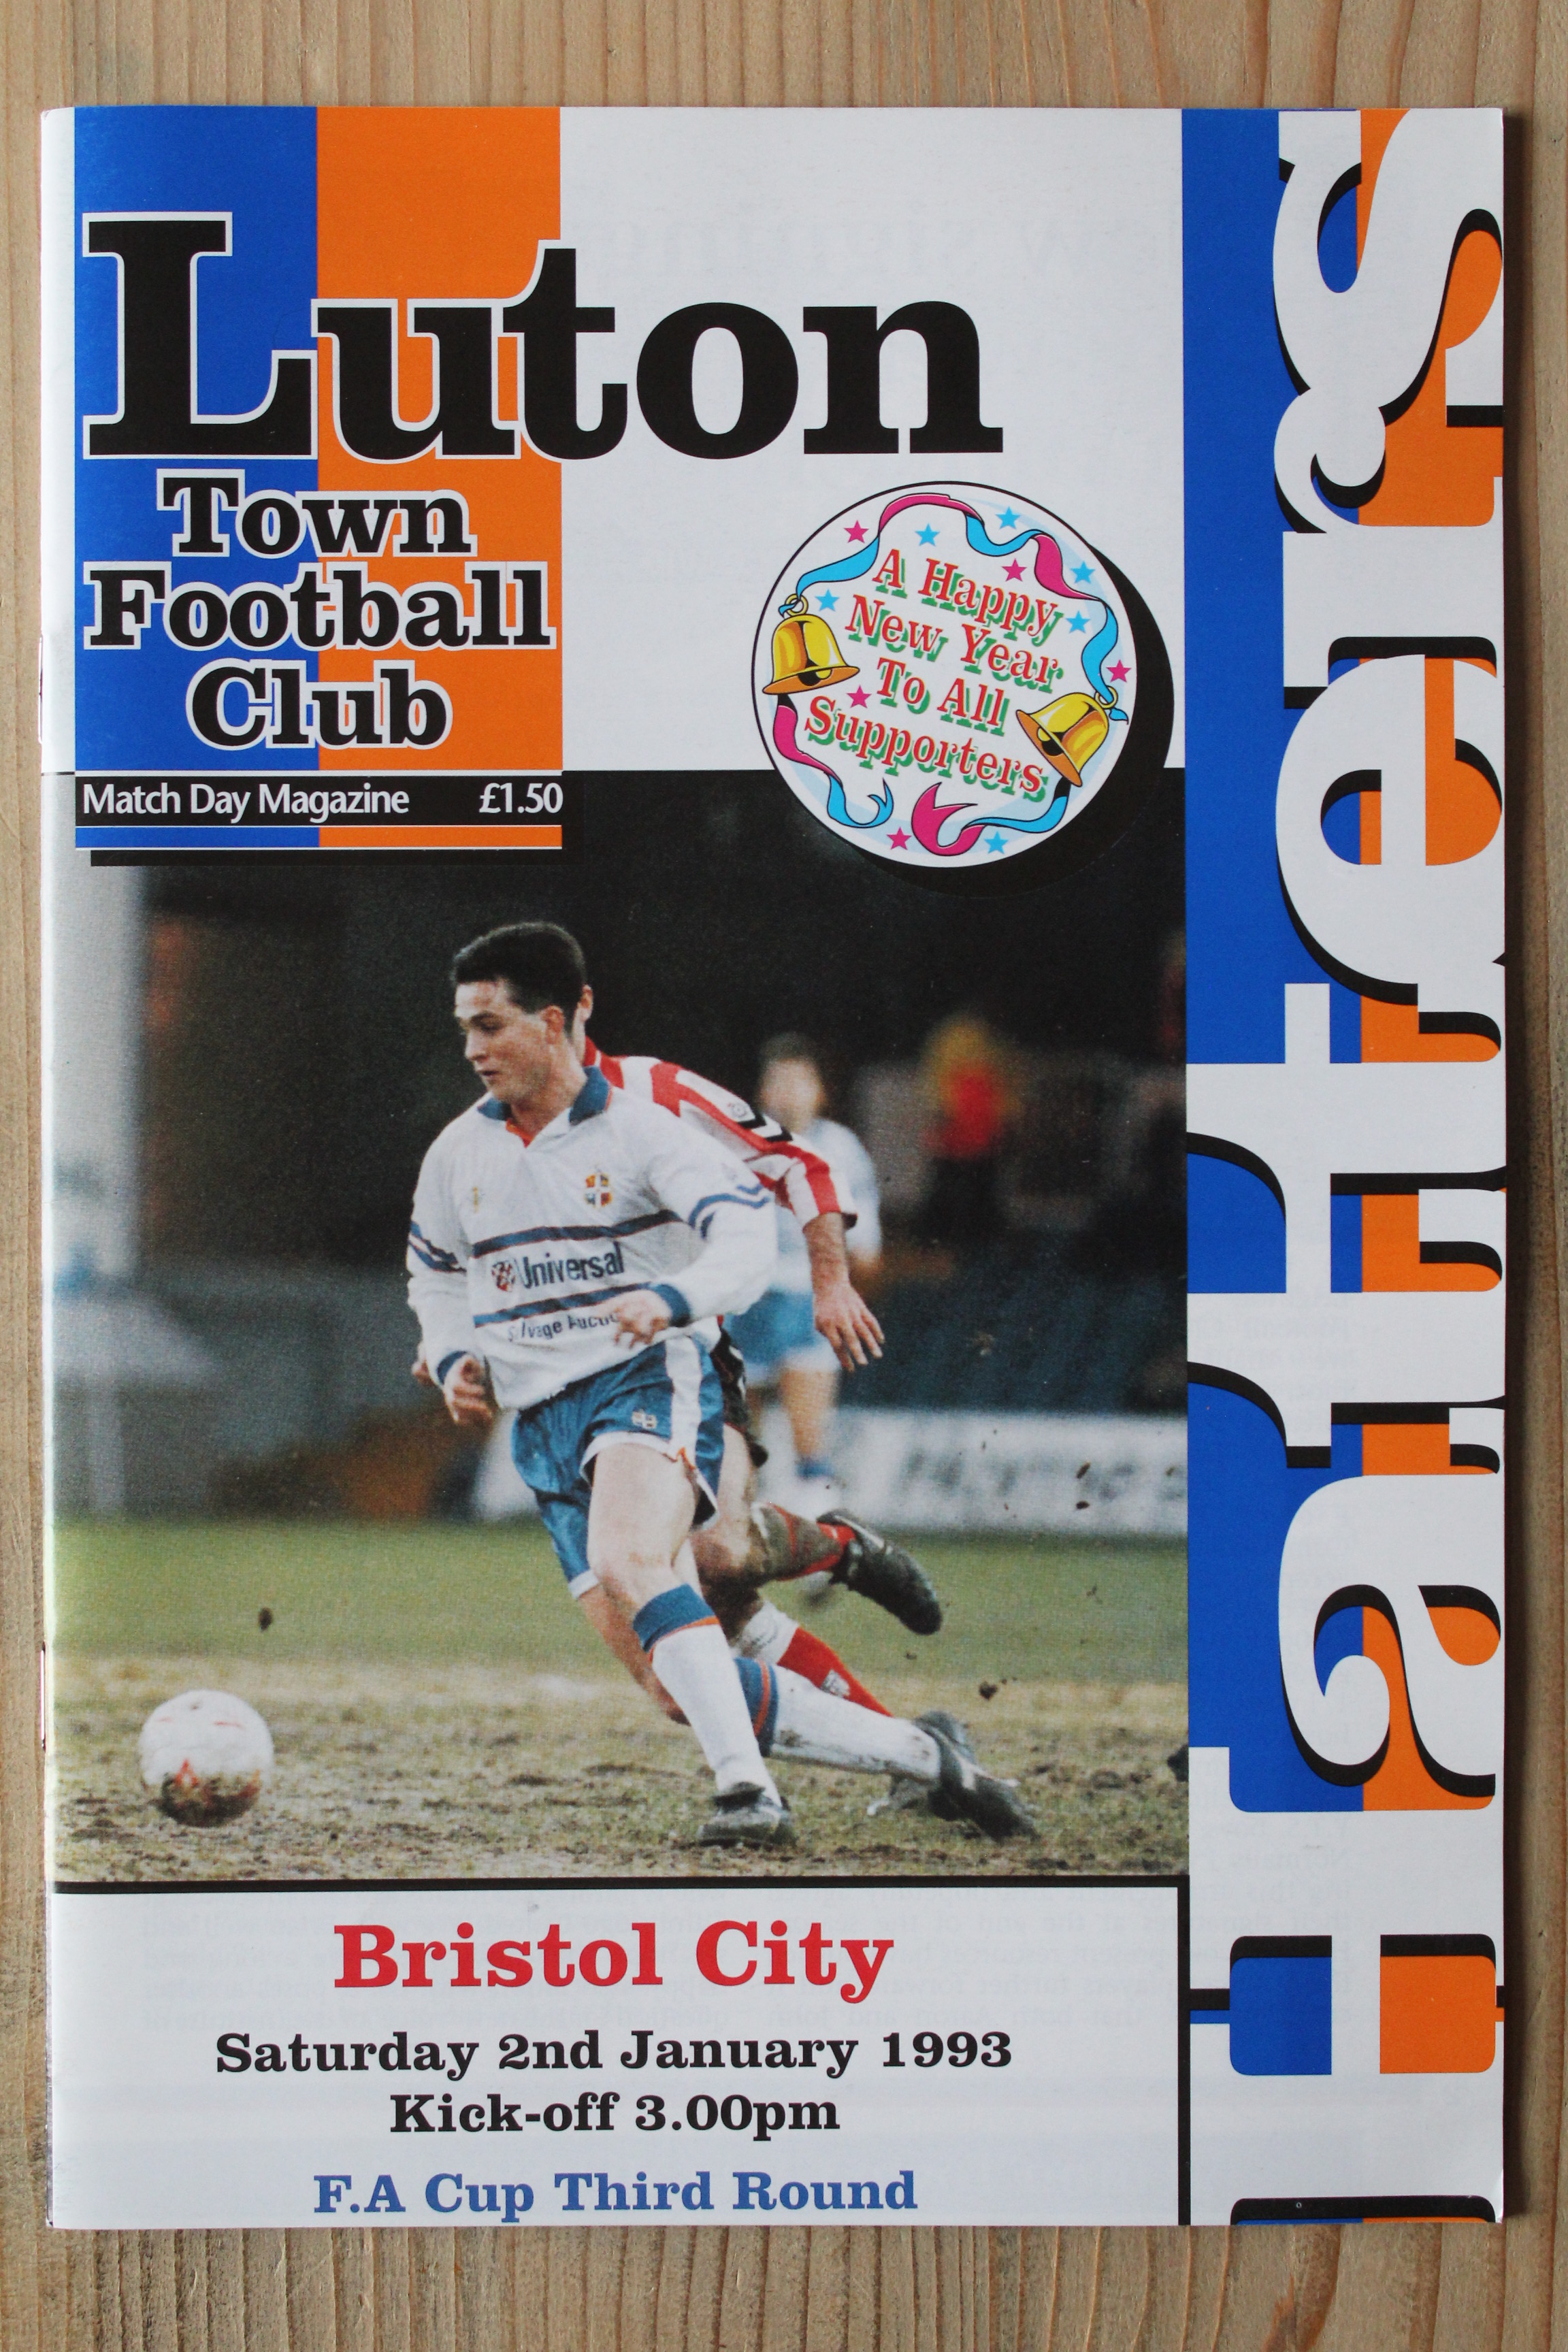 Luton
Town
Football
Club
Match Day Magazine £1.50
A Happy
New Year
To All
Supporters
Hatters
Universal
Bristol City
Saturday 2nd January 1993
Kick-off 3.00pm
F.A Cup Third Round